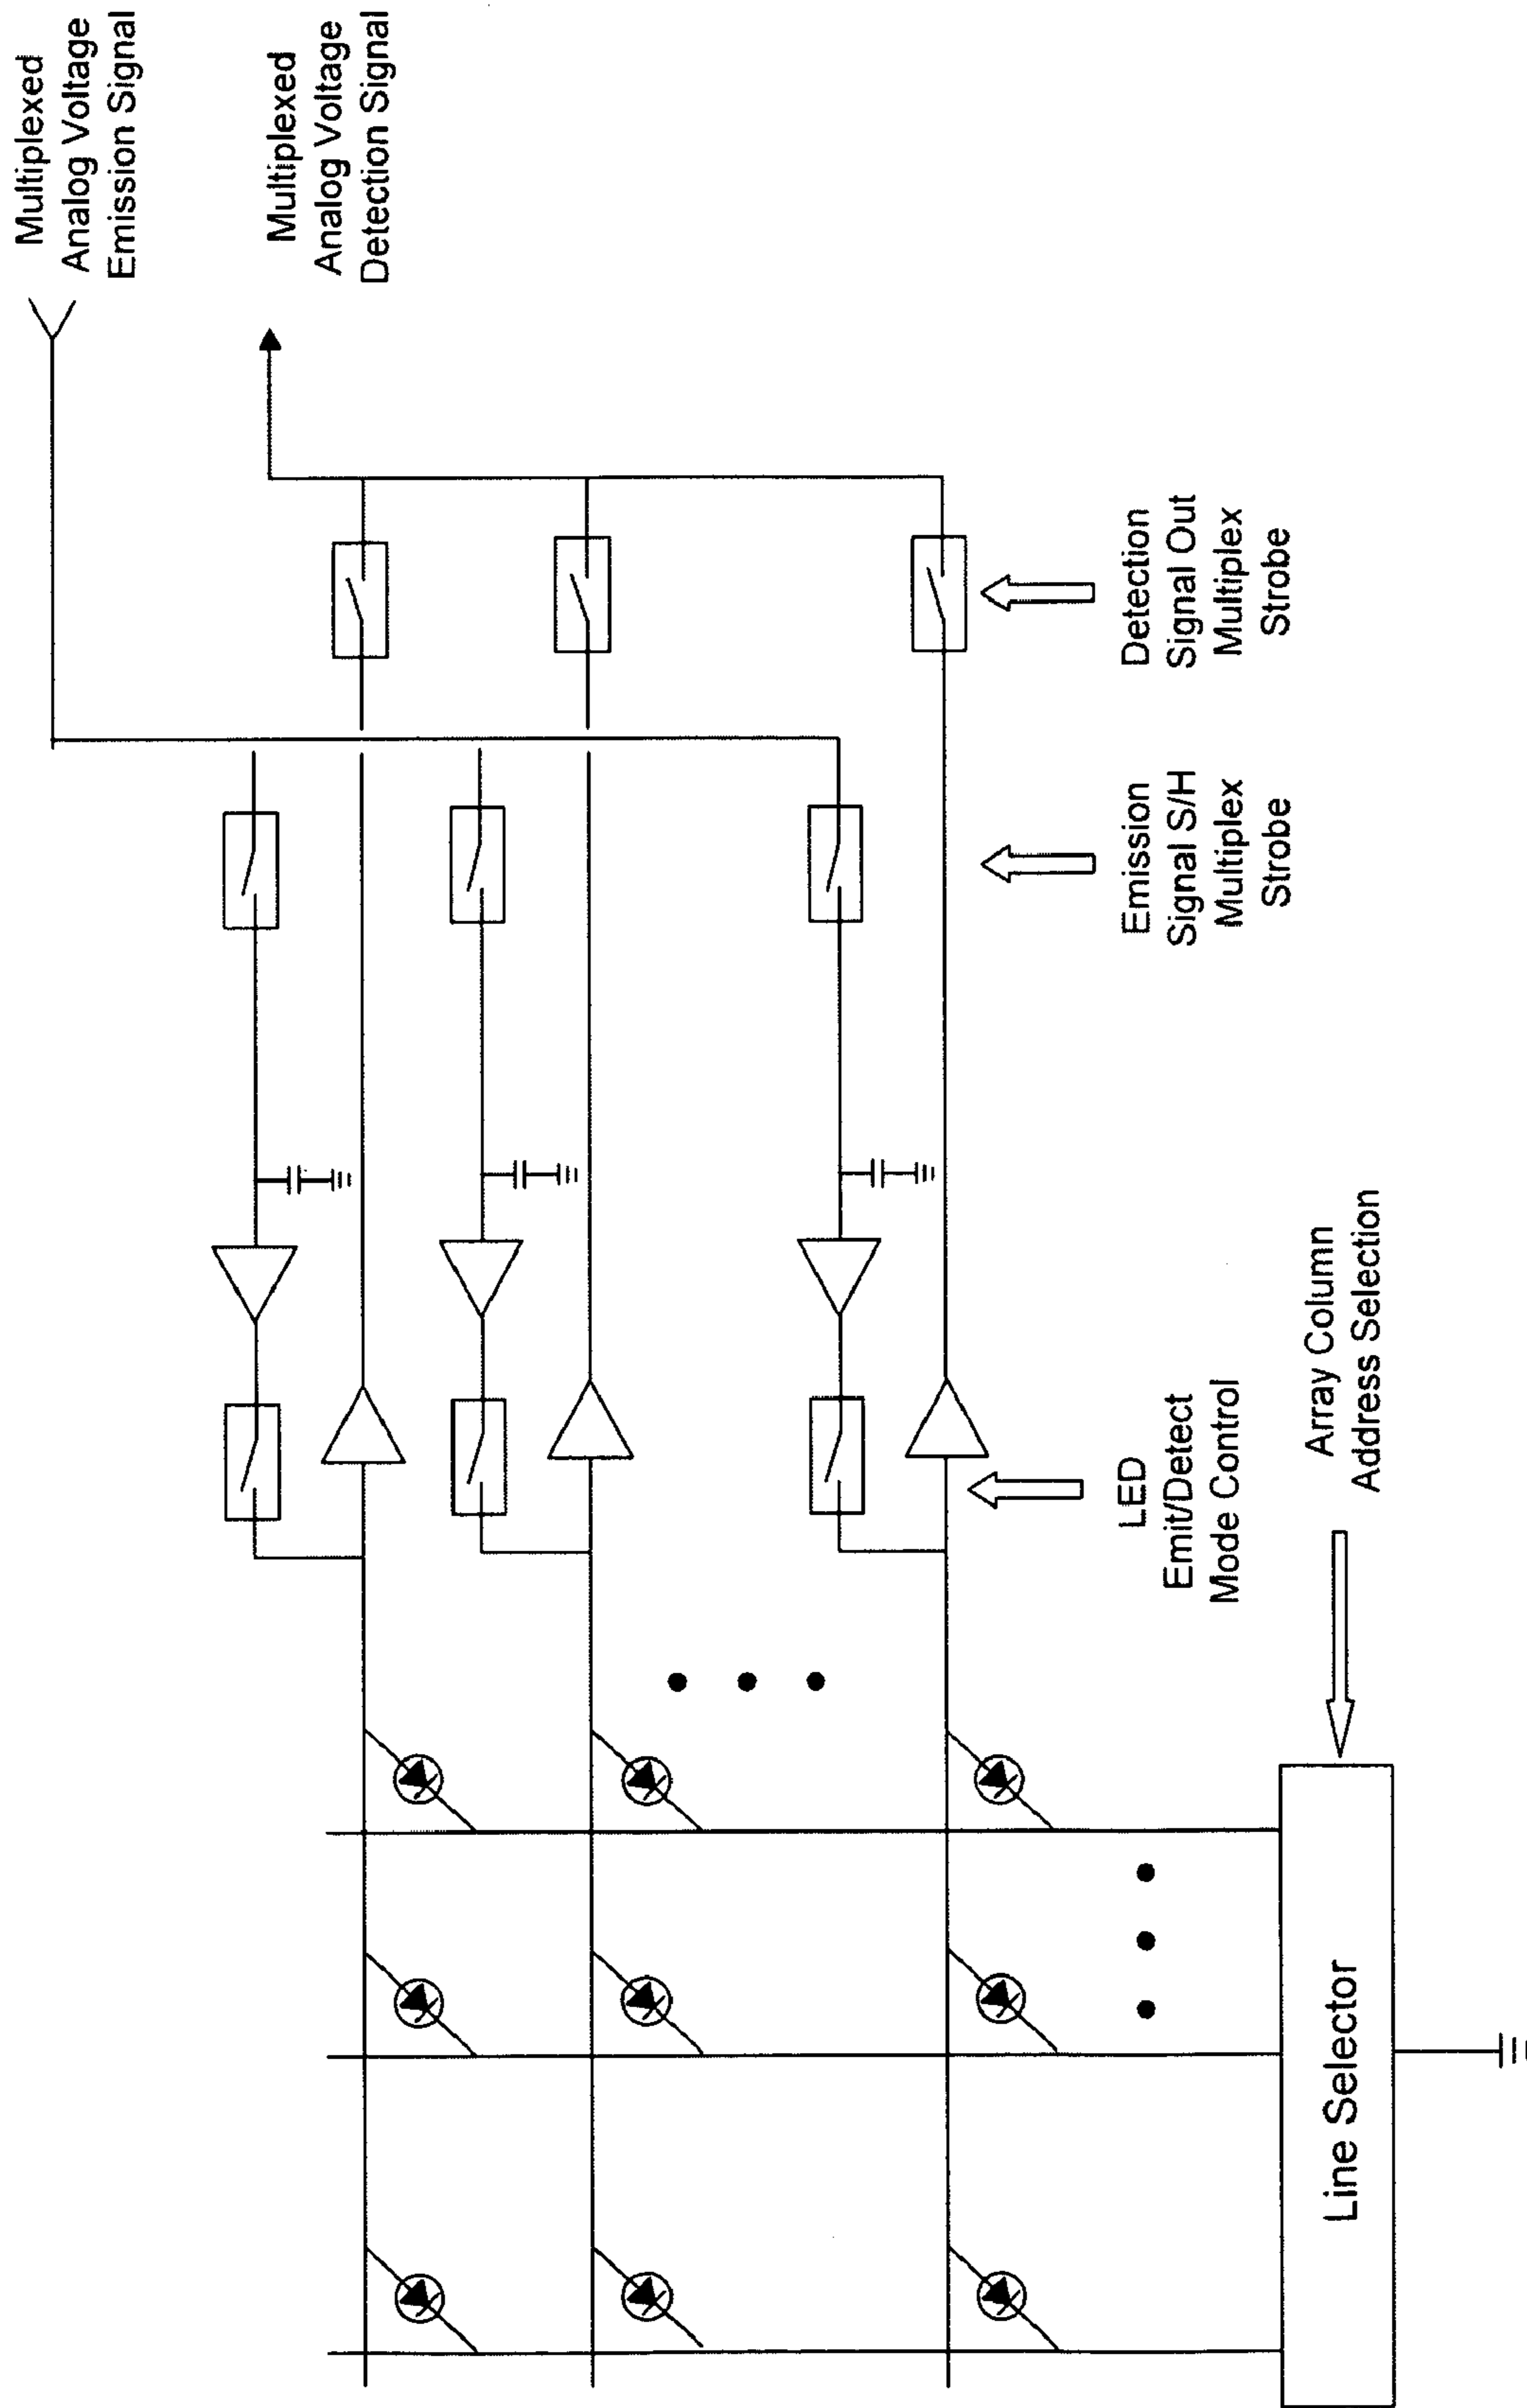 Multiplexed
Analog Voltage
Emission Signal
Multiplexed
Analog Voltage
Detection Signal
Detection
Signal Out
Multiplex
Strobe
Emission
Signal S/H
Multiplex
Strobe
LED
Emit/Detect
Mode Control
Array Column
Address Selection
Line Selector